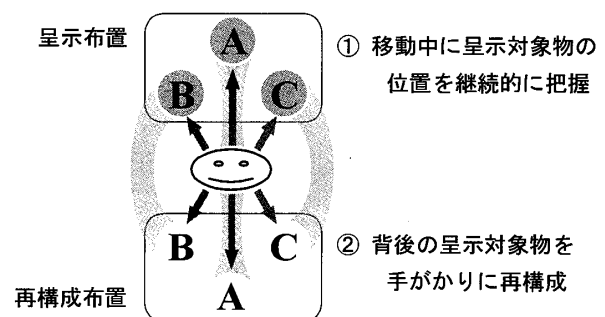 呈示布置
A
B
C
① 移動中に呈示対象物の
位置を継続的に把握
B
C
A
再構成布置
② 背後の呈示対象物を
手がかりに再構成